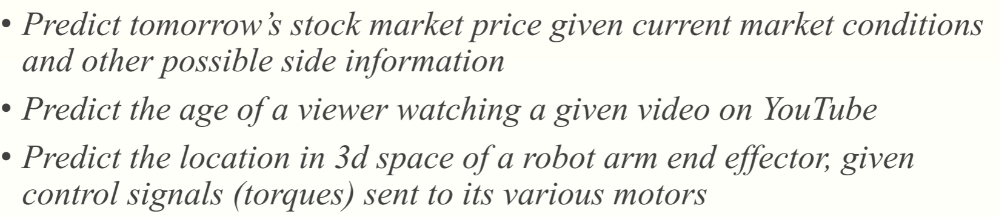 • Predict tomorrow’s stock market price given current market conditions
and other possible side information
• Predict the age of a viewer watching a given video on YouTube
• Predict the location in 3d space of a robot arm end effector, given
control signals (torques) sent to its various motors